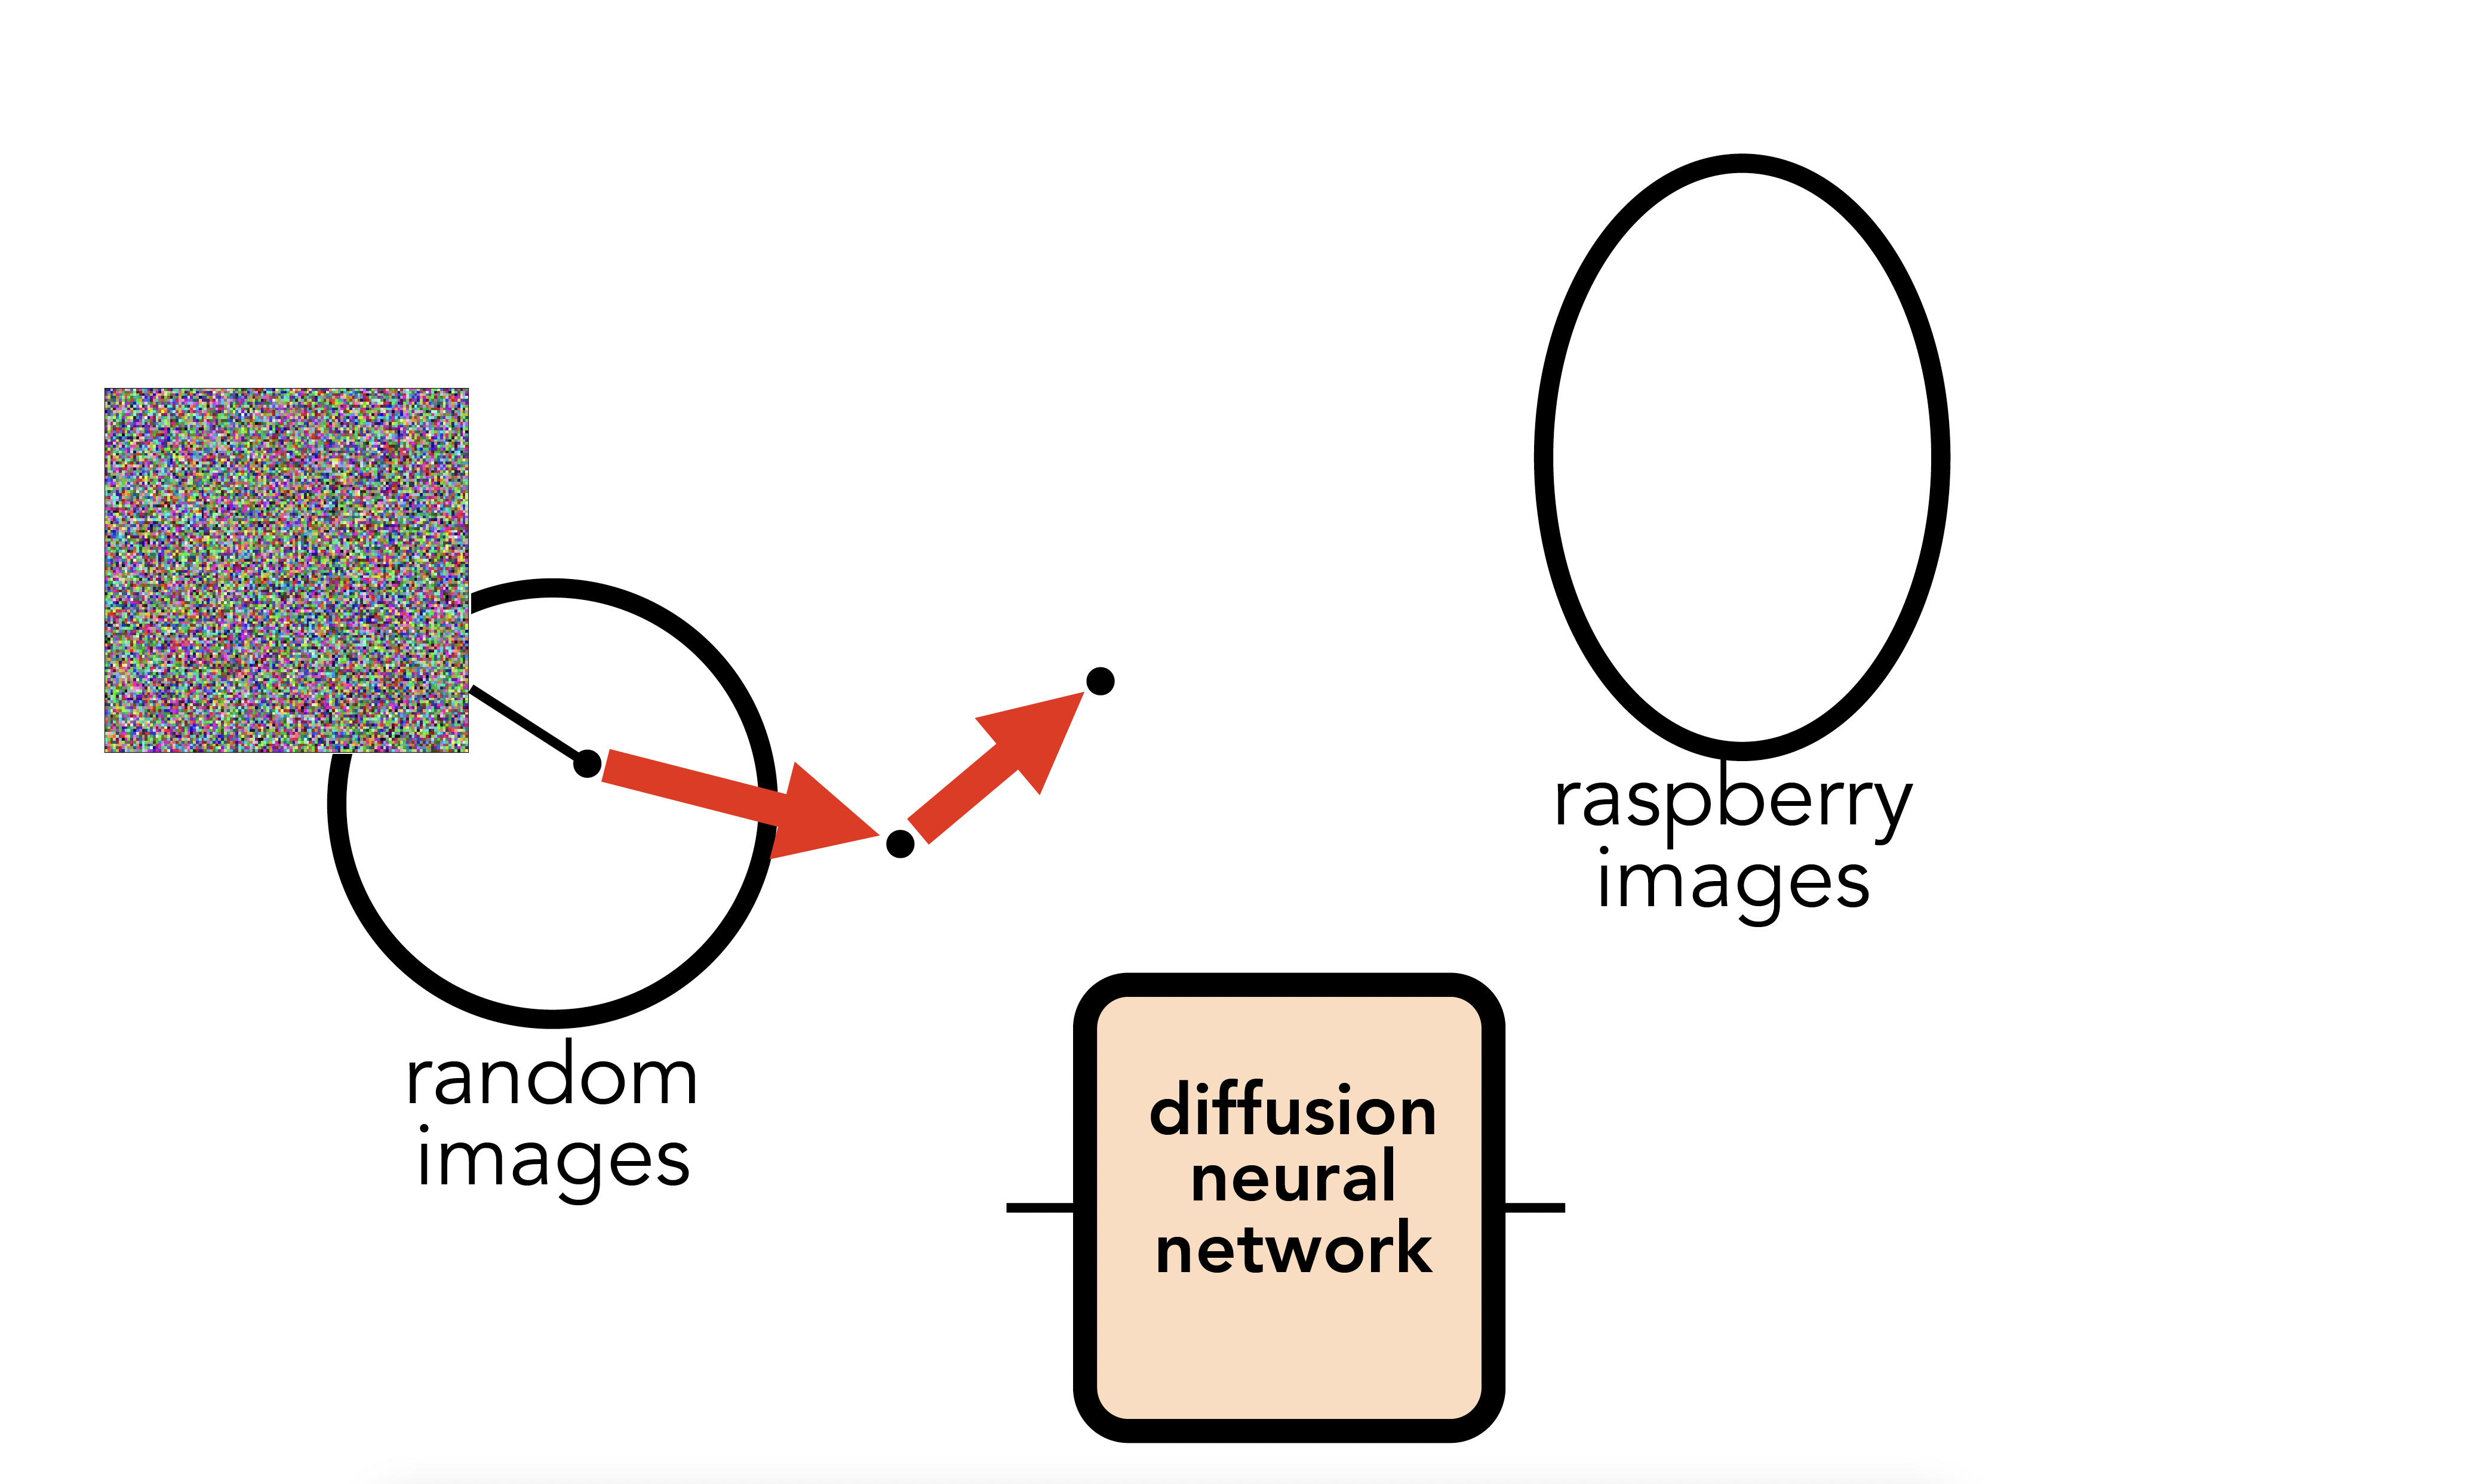 raspberry
images
random
images
diffusion
neural
network